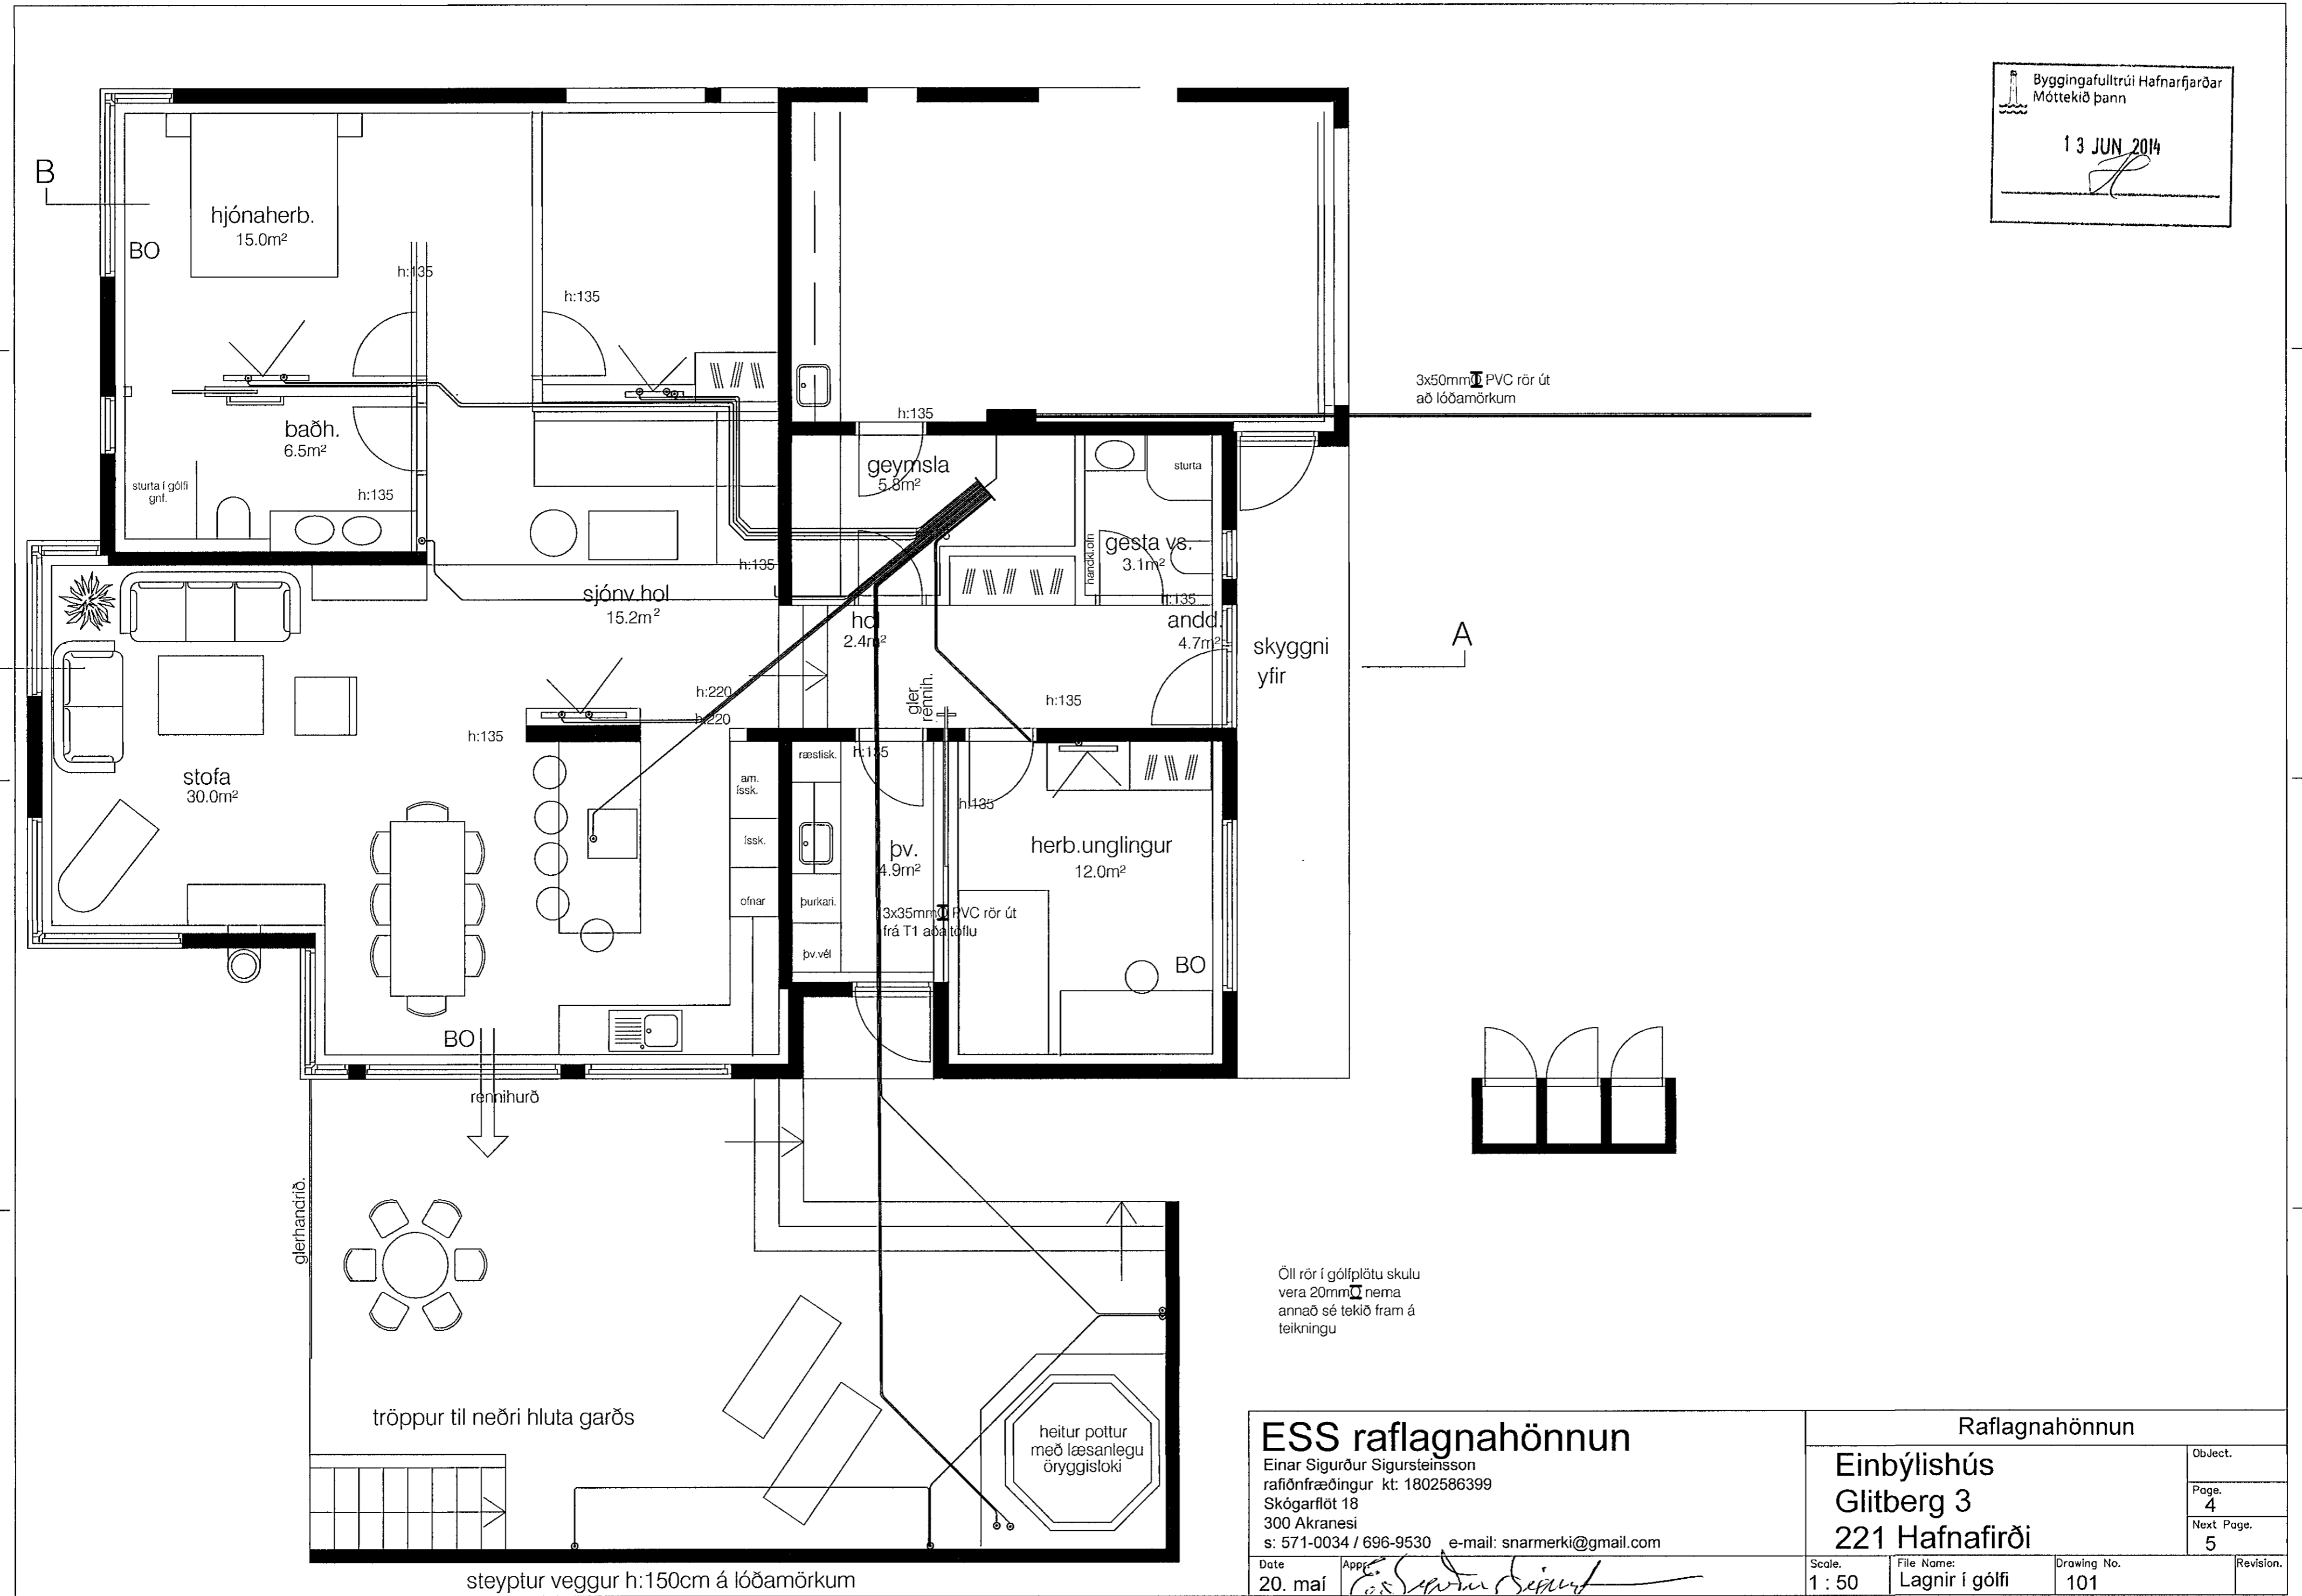 Byggingafulltrúi Hafnarfjarðar
Móttekið þann
13 JUN 2014
B
hjónaherb.
15.0m²
BO
h:135
h:135
3x50mmΦ PVC rör út
að lóðamörkum
h:135
baðh.
6.5m²
sturta í gólfi
gnf.
h:135
geymsla
5.8m²
sturta
handkl.ofn
gesta vs.
3.1m²
h:135
h:135
sjónv.hol
15.2m²
hol
2.4m²
andd.
4.7m²
skyggni
yfir
A
h:220
h:220
gler
rennih.
h:135
h:135
ræstisk.
h:135
am.
íssk.
stofa
30.0m²
h:135
íssk.
þv.
4.9m²
herb.unglingur
12.0m²
ofnar
þurkari.
3x35mmΦ PVC rör út
frá T1 aðatöflu
þv.vél
BO
BO
rennihurð
glerhandrið.
Öll rör í gólfplötu skulu
vera 20mmΦ nema
annað sé tekið fram á
teikningu
tröppur til neðri hluta garðs
heitur pottur
með læsanlegu
öryggisloki
steyptur veggur h:150cm á lóðamörkum
ESS raflagnahönnun
Einar Sigurður Sigursteinsson
rafiðnfræðingur kt: 1802586399
Skógarflöt 18
300 Akranesi
s: 571-0034 / 696-9530 e-mail: snarmerki@gmail.com
Date
20. maí
Appr.
Raflagnahönnun
Einbýlishús
Glitberg 3
221 Hafnafirði
Object.
Page.
4
Next Page.
5
Scale.
1 : 50
File Name:
Lagnir í gólfi
Drawing No.
101
Revision.